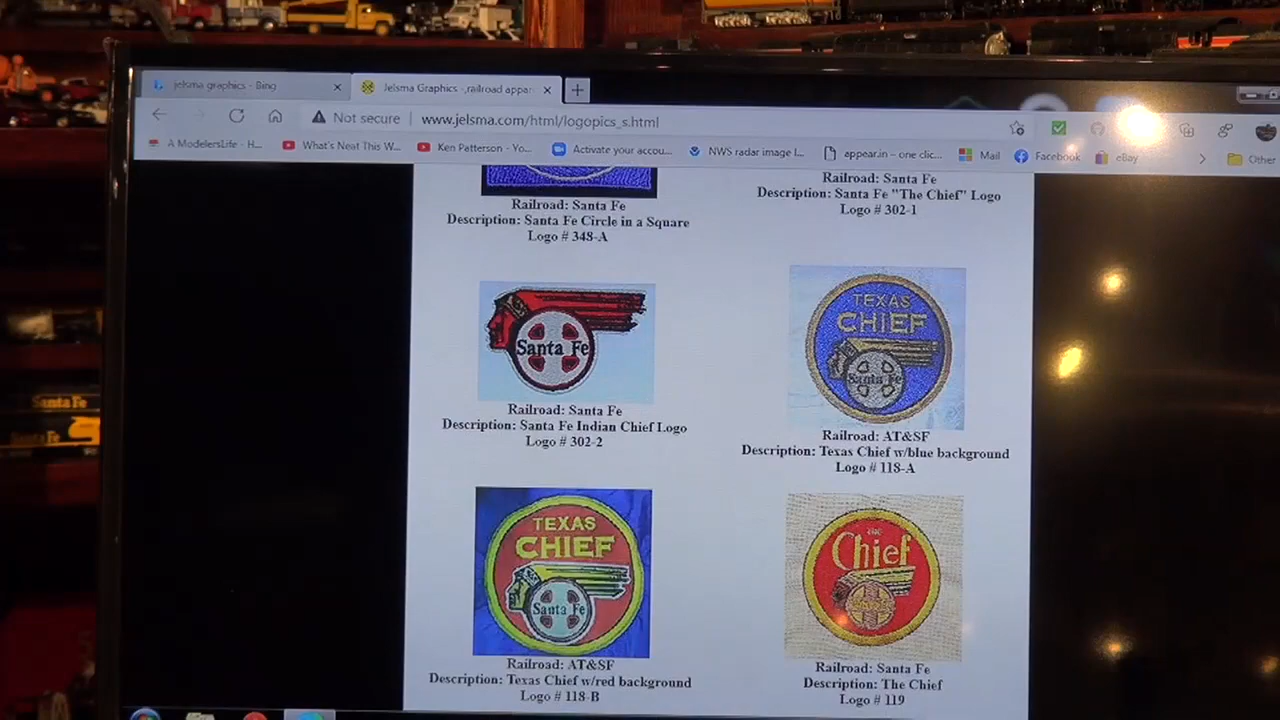 jelsma graphics - Bing
Jelsma Graphics -,railroad appar
Not secure
www.jelsma.com/html/logopics_s.html
A ModelersLife - H...
What's Neat This W...
Ken Patterson - Yo...
Activate your accou...
NWS radar image l...
appear.in – one clic...
Mail
Facebook
eBay
Other
Railroad: Santa Fe
Description: Santa Fe Circle in a Square
Logo # 348-A
Railroad: Santa Fe
Description: Santa Fe "The Chief" Logo
Logo # 302-1
Santa Fe
Railroad: Santa Fe
Description: Santa Fe Indian Chief Logo
Logo # 302-2
TEXAS
CHIEF
Santa Fe
Railroad: AT&SF
Description: Texas Chief w/blue background
Logo # 118-A
TEXAS
CHIEF
Santa Fe
Railroad: AT&SF
Description: Texas Chief w/red background
Logo # 118-B
THE
Chief
Railroad: Santa Fe
Description: The Chief
Logo # 119
Santa Fe
Santa Fe